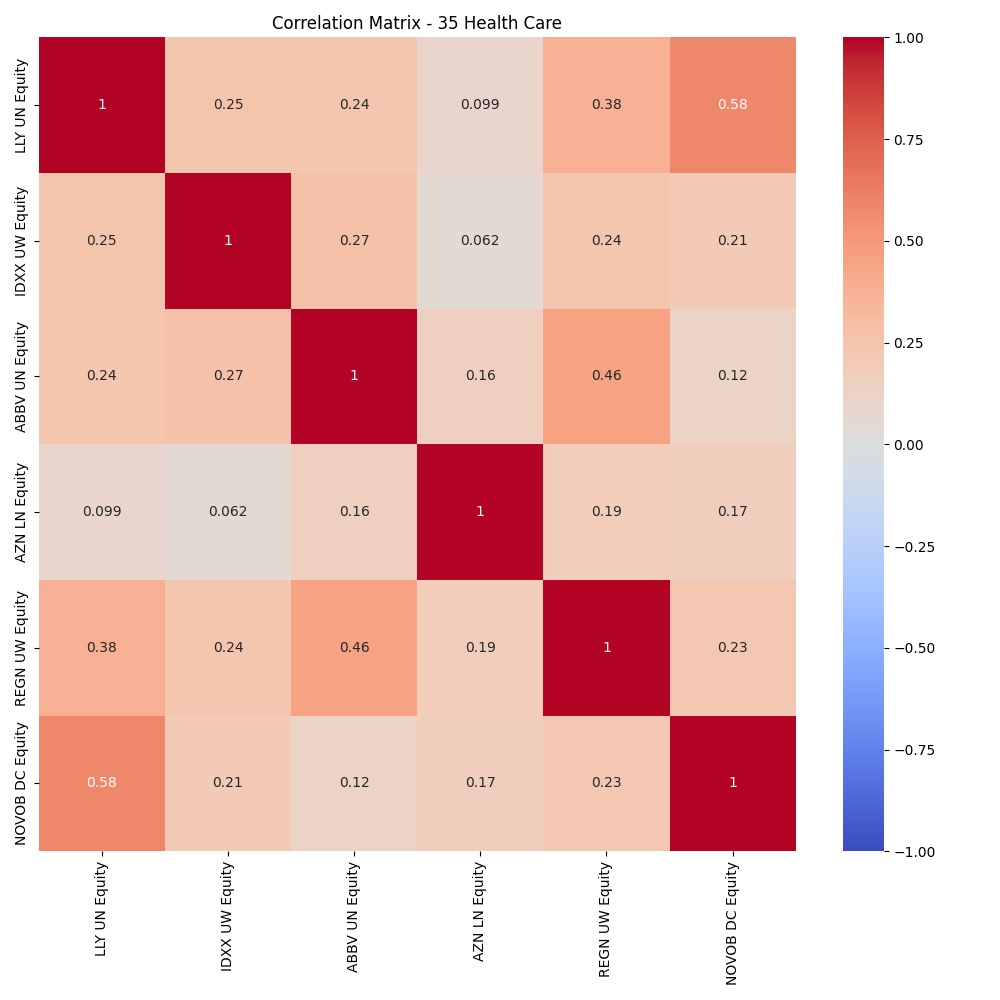 Correlation Matrix - 35 Health Care
LLY UN Equity 1 0.25 0.24 0.099 0.38 0.58
IDXX UW Equity 0.25 1 0.27 0.062 0.24 0.21
ABBV UN Equity 0.24 0.27 1 0.16 0.46 0.12
AZN LN Equity 0.099 0.062 0.16 1 0.19 0.17
REGN UW Equity 0.38 0.24 0.46 0.19 1 0.23
NOVOB DC Equity 0.58 0.21 0.12 0.17 0.23 1
LLY UN Equity IDXX UW Equity ABBV UN Equity AZN LN Equity REGN UW Equity NOVOB DC Equity
1.00
0.75
0.50
0.25
0.00
−0.25
−0.50
−0.75
−1.00